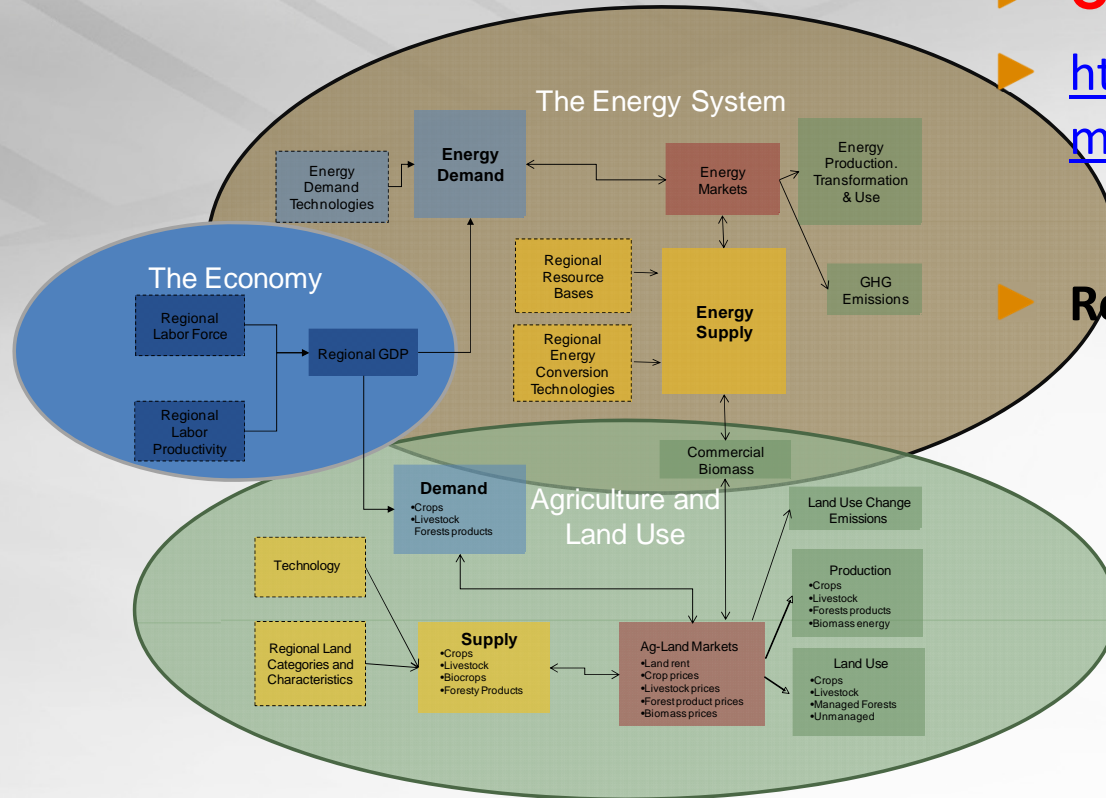 The Energy System
Energy
Demand
Technologies
Energy
Demand
Energy
Markets
Energy
Production.
Transformation
& Use
GHG
Emissions
Regional
Resource
Bases
Regional
Energy
Conversion
Technologies
Energy
Supply
The Economy
Regional
Labor Force
Regional GDP
Regional
Labor
Productivity
Commercial
Biomass
Agriculture and
Land Use
Demand
•Crops
•Livestock
Forests products
Technology
Regional Land
Categories and
Characteristics
Supply
•Crops
•Livestock
•Biocrops
•Foresty Products
Ag-Land Markets
•Land rent
•Crop prices
•Livestock prices
•Forest product prices
•Biomass prices
Land Use Change
Emissions
Production
•Crops
•Livestock
•Forests products
•Biomass energy
Land Use
•Crops
•Livestock
•Managed Forests
•Unmanaged